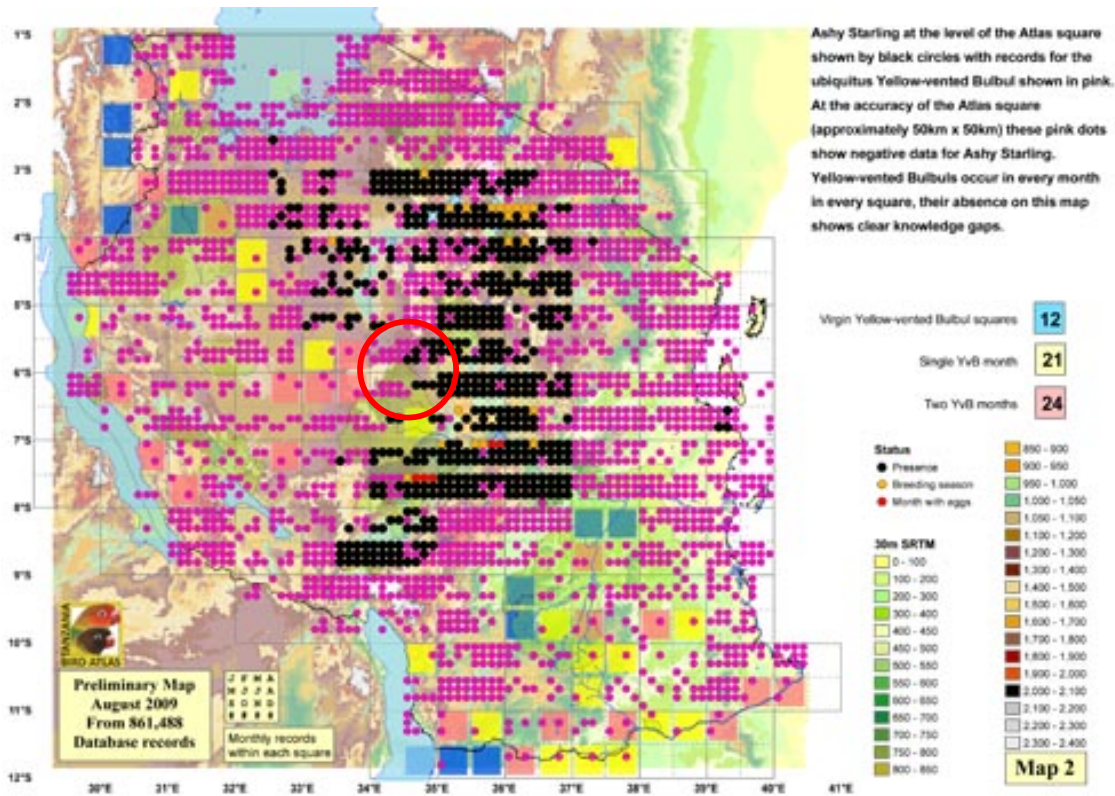 Ashy Starling at the level of the Atlas square
shown by black circles with records for the
ubiquitus Yellow-vented Bulbul shown in pink.
At the accuracy of the Atlas square
(approximately 50km x 50km) these pink dots
show negative data for Ashy Starling.
Yellow-vented Bulbuls occur in every month
in every square, their absence on this map
shows clear knowledge gaps.
1°S
2°S
3°S
4°S
5°S
6°S
7°S
8°S
9°S
10°S
11°S
12°S
Virgin Yellow-vented Bulbul squares 12
Single YvB month 21
Two YvB months 24
Status
Presence
Breeding season
Month with eggs
30m SRTM
0 - 100
100 - 200
200 - 300
300 - 400
400 - 450
450 - 500
500 - 550
550 - 600
600 - 650
650 - 700
700 - 750
750 - 800
800 - 850
850 - 900
900 - 950
950 - 1.000
1.000 - 1.050
1.050 - 1.100
1.100 - 1.200
1.200 - 1.300
1.300 - 1.400
1.400 - 1.500
1.500 - 1.600
1.600 - 1.700
1.700 - 1.800
1.800 - 1.900
1.900 - 2.000
2.000 - 2.100
2.100 - 2.200
2.200 - 2.300
2.300 - 2.400
Map 2
TANZANIA
BIRD ATLAS
Preliminary Map
August 2009
From 861,488
Database records
J F M A
M J J A
S O N D
Monthly records
within each square
30°E 31°E 32°E 33°E 34°E 35°E 36°E 37°E 38°E 39°E 40°E 41°E